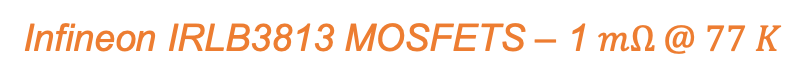 Infineon IRLB3813 MOSFETS – 1 mΩ @ 77 K